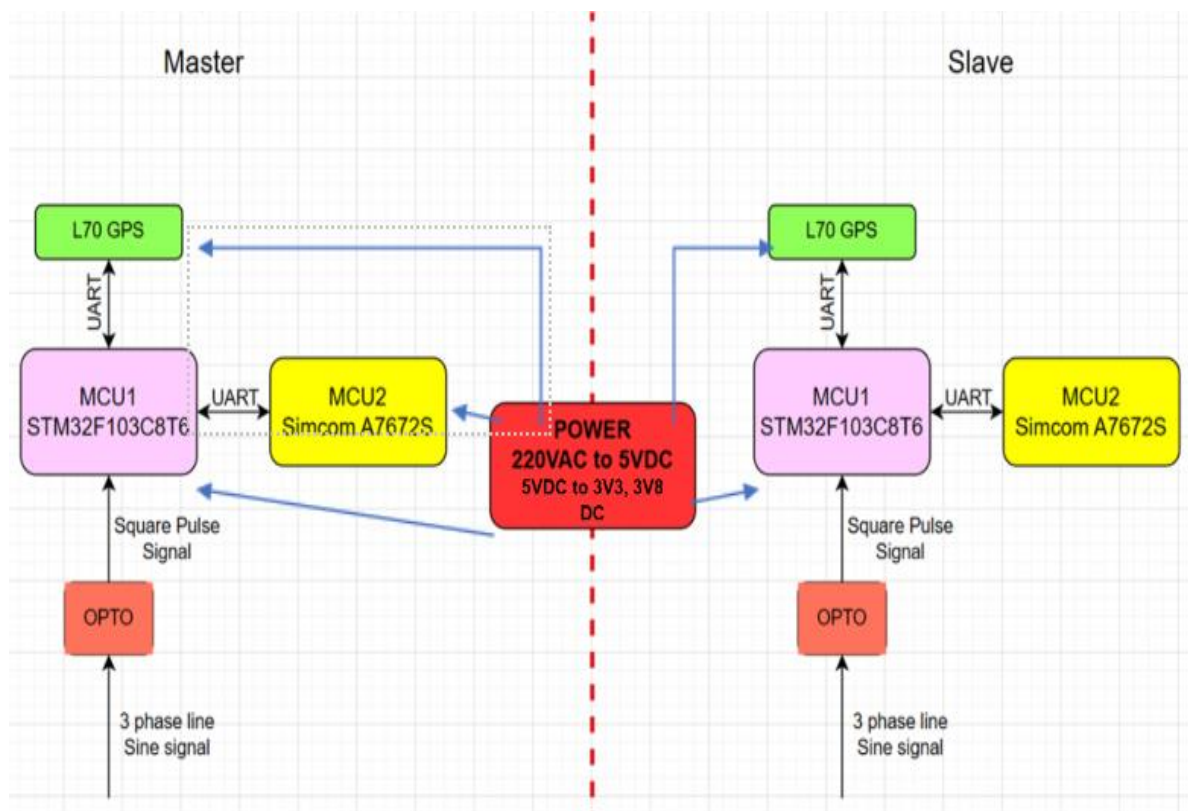 Master
Slave
L70 GPS
L70 GPS
UART
UART
MCU1
STM32F103C8T6
UART
MCU2
Simcom A7672S
POWER
220VAC to 5VDC
5VDC to 3V3, 3V8
DC
MCU1
STM32F103C8T6
UART
MCU2
Simcom A7672S
Square Pulse
Signal
Square Pulse
Signal
OPTO
OPTO
3 phase line
Sine signal
3 phase line
Sine signal